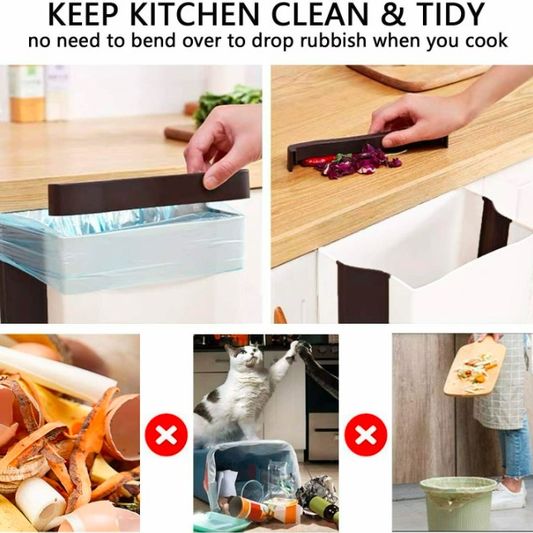 KEEP KITCHEN CLEAN & TIDY
no need to bend over to drop rubbish when you cook